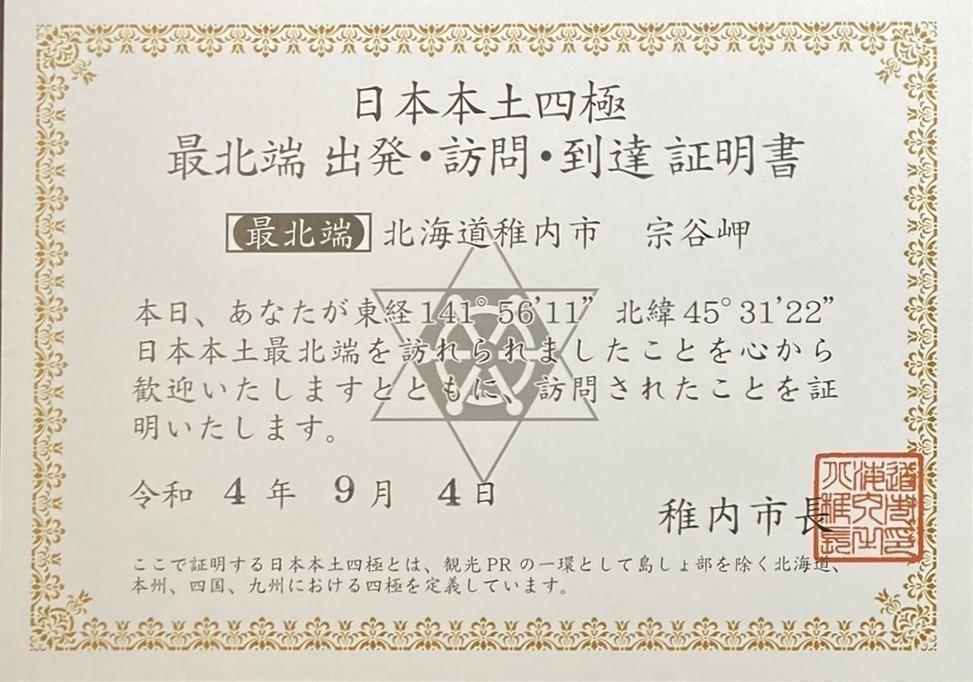 日本本土四極
最北端 出発・訪問・到達 証明書
最北端 北海道稚内市 宗谷岬
本日、あなたが東経141°56’11” 北緯45°31’22”
日本本土最北端を訪れられましたことを心から
歓迎いたしますとともに、訪問されたことを証
明いたします。
令和 4 年 9 月 4 日
稚内市長
ここで証明する日本本土四極とは、観光PRの一環として島しょ部を除く北海道、
本州、四国、九州における四極を定義しています。